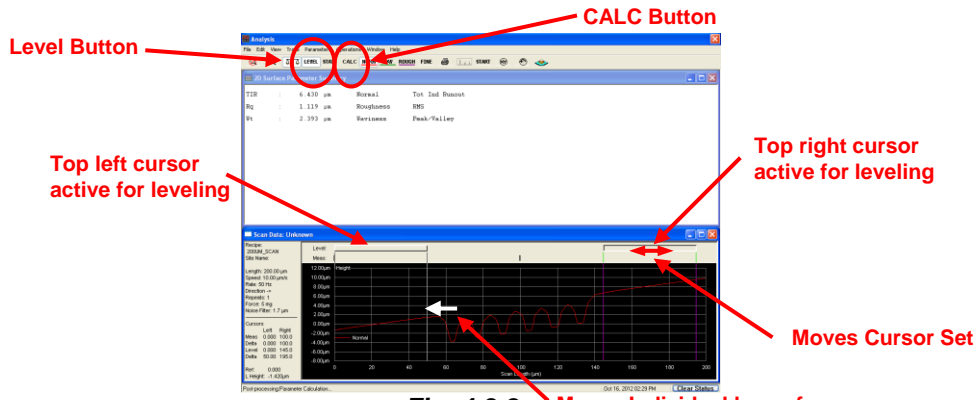 CALC Button
Level Button
Analysis
File Edit View Tools Parameters Operations Window Help
LEVEL CALC ROUGH FINE START
2D Surface Parameter Summary
TIR : 6.430 µm Normal Tot Ind Runout
Rq : 1.119 µm Roughness RMS
Wt : 2.393 µm Waviness Peak/Valley
Top left cursor
active for leveling
Top right cursor
active for leveling
Scan Data: Unknown
Recipe:
200UM_SCAN
Site Name:
Level
Meas:
Length: 200.00 µm
Speed: 10.00 µm/s
Rate: 50 Hz
Direction ->
Repeats: 1
Force: 5 mg
Noise Filter: 1.7 µm
Cursors:
Left Right
Meas: 0.000 100.0
Delta 0.000 100.0
Level 0.000 145.0
Delta 50.00 195.0
Ref: 0.000
L Height: -1.420µm
Height
12.00µm
10.00µm
8.00µm
6.00µm
4.00µm
2.00µm
0.00µm
-2.00µm
-4.00µm
-6.00µm
-8.00µm
Normal
0 20 40 60 80 100 120 140 160 180 200
Scan Length (µm)
Moves Cursor Set
Post-processing/Parameter Calculation...
Oct 16, 2012 02:29 PM
Clear Status